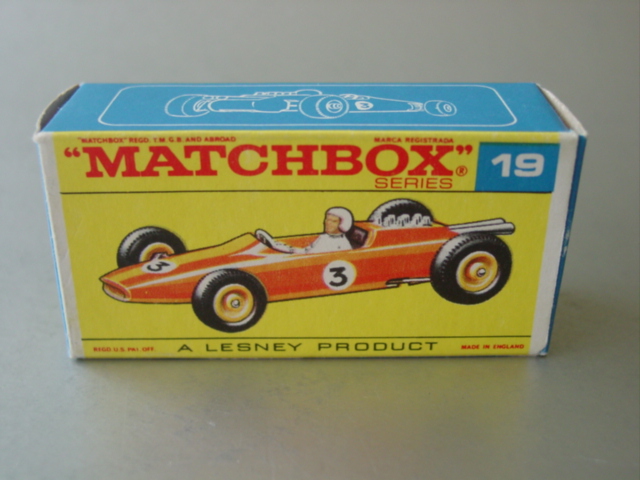 3
"MATCHBOX" REGD. T.M. G.B. AND ABROAD MARCA REGISTRADA
"MATCHBOX"® 19
SERIES
3
3
REGD. U.S. PAT. OFF. A LESNEY PRODUCT MADE IN ENGLAND